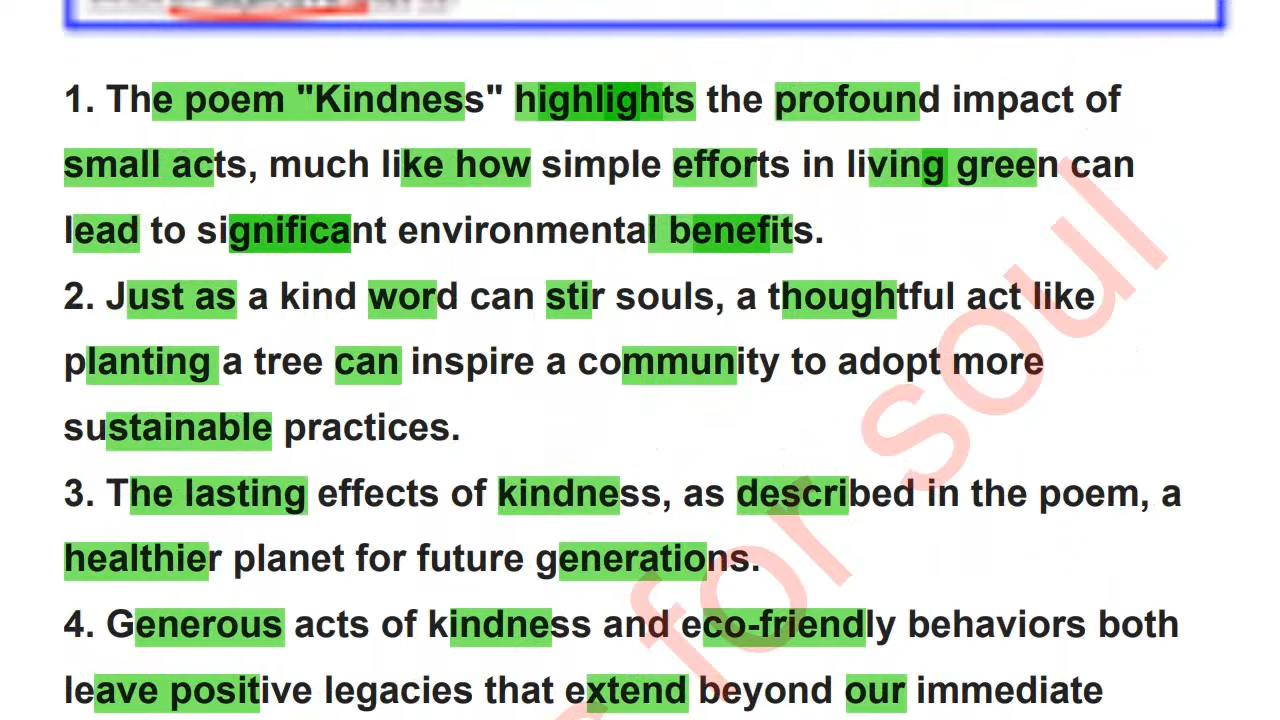 1. The poem "Kindness" highlights the profound impact of
small acts, much like how simple efforts in living green can
lead to significant environmental benefits.
2. Just as a kind word can stir souls, a thoughtful act like
planting a tree can inspire a community to adopt more
sustainable practices.
3. The lasting effects of kindness, as described in the poem, a
healthier planet for future generations.
4. Generous acts of kindness and eco-friendly behaviors both
leave positive legacies that extend beyond our immediate
for soul